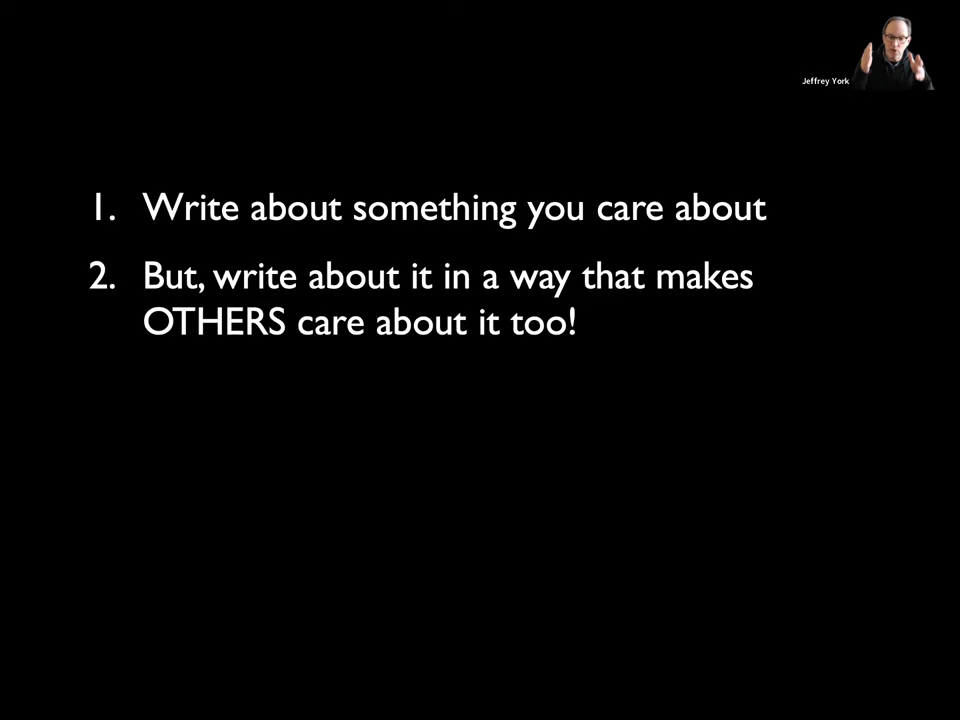 Jeffrey York
1. Write about something you care about
2. But, write about it in a way that makes
OTHERS care about it too!